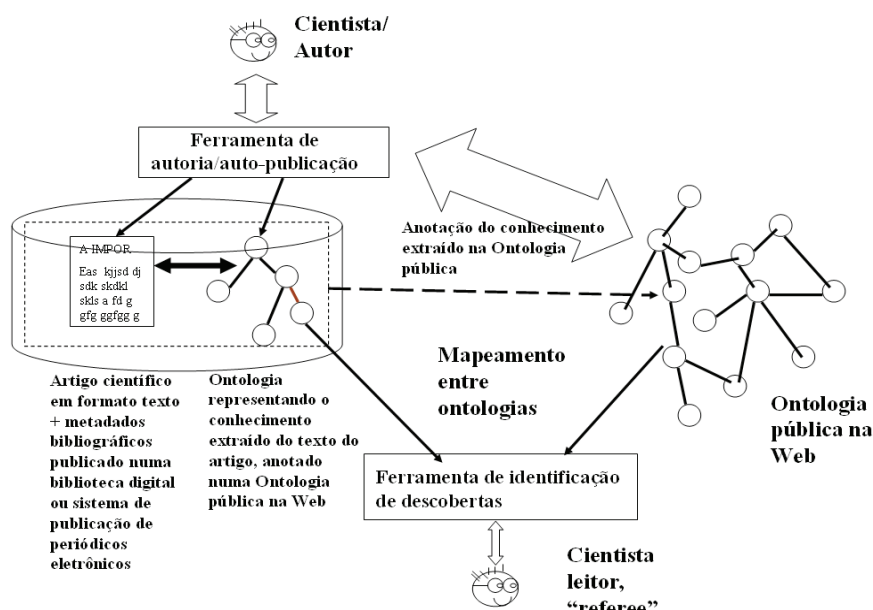 Cientista/
Autor
Ferramenta de
autoria/auto-publicação
Anotação do conhecimento
extraído na Ontologia
pública
A IMPOR
Eas kjjsd dj
sdk skdkl
skls a fd g
gfg ggfgg g
Mapeamento
entre
ontologias
Artigo científico
em formato texto
+ metadados
bibliográficos
publicado numa
biblioteca digital
ou sistema de
publicação de
periódicos
eletrônicos
Ontologia
representando o
conhecimento
extraído do texto do
artigo, anotado
numa Ontologia
pública na Web
Ontologia
pública na
Web
Ferramenta de identificação
de descobertas
Cientista
leitor,
“referee”